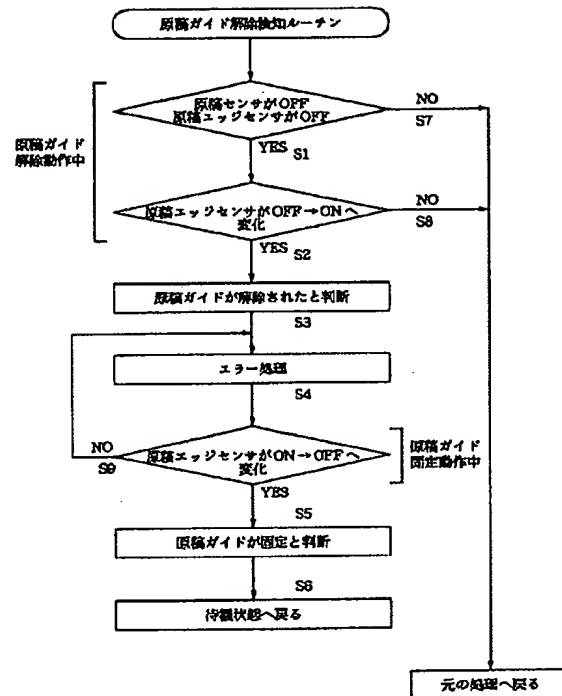 原稿ガイド解除検知ルーチン
原稿センサがOFF
原稿エッジセンサがOFF
NO
S7
YES
S1
原稿ガイド
解除動作中
原稿エッジセンサがOFF→ONへ
変化
NO
S8
YES
S2
原稿ガイドが解除されたと判断
S3
エラー処理
S4
NO
S9
原稿エッジセンサがON→OFFへ
変化
原稿ガイド
固定動作中
YES
S5
原稿ガイドが固定と判断
S6
待機状態へ戻る
元の処理へ戻る